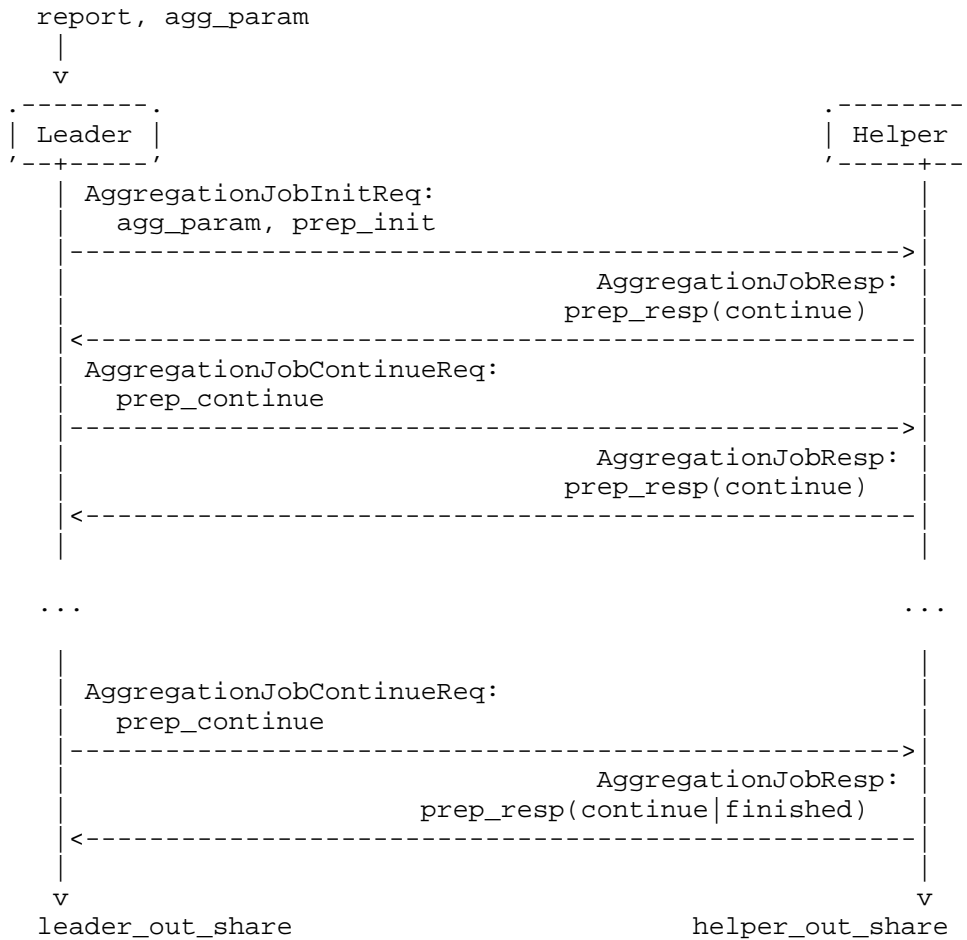 report, agg_param
Leader Helper
AggregationJobInitReq:
agg_param, prep_init
AggregationJobResp:
prep_resp(continue)
AggregationJobContinueReq:
prep_continue
AggregationJobResp:
prep_resp(continue)
... ...
AggregationJobContinueReq:
prep_continue
AggregationJobResp:
prep_resp(continue|finished)
leader_out_share helper_out_share